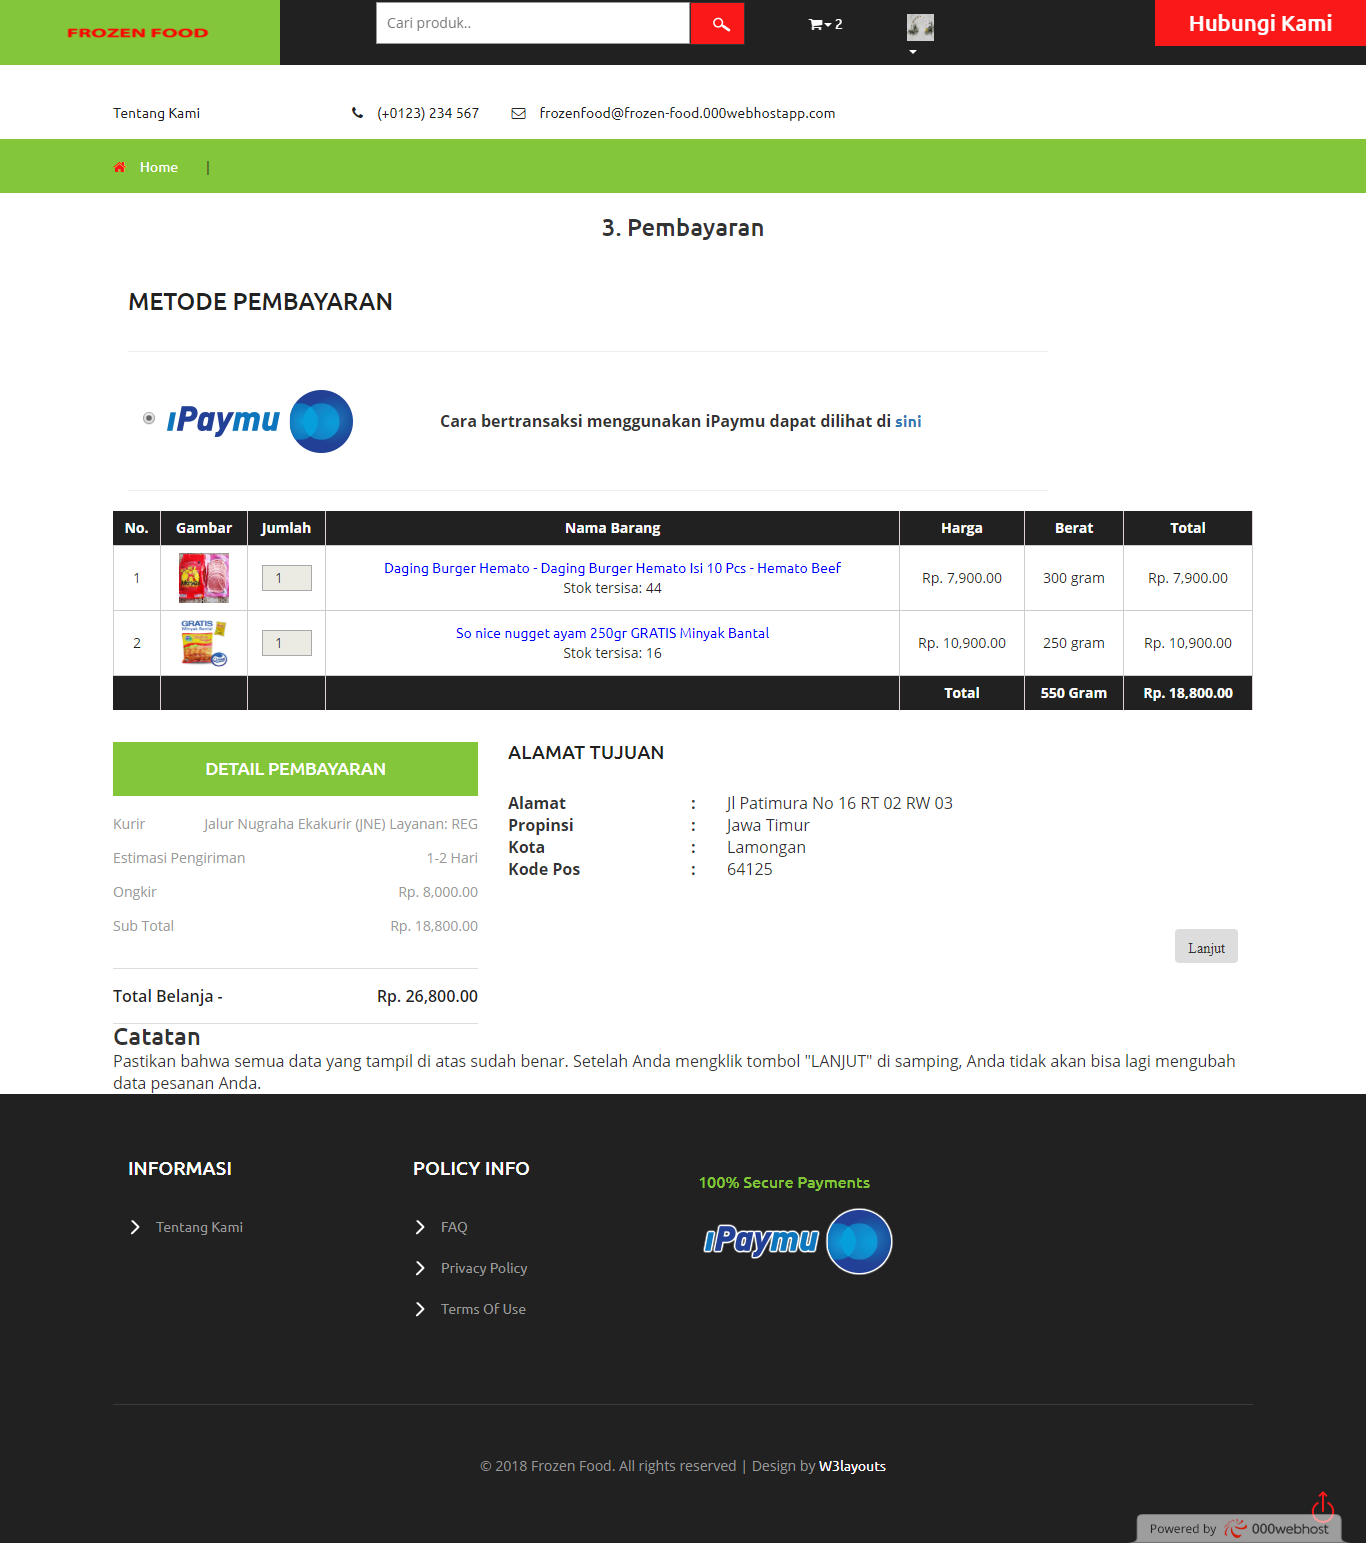 FROZEN FOOD
Cari produk..
2
Hubungi Kami
Tentang Kami
(+0123) 234 567
frozenfood@frozen-food.000webhostapp.com
Home |
3. Pembayaran
METODE PEMBAYARAN
iPaymu
Cara bertransaksi menggunakan iPaymu dapat dilihat di sini
No. Gambar Jumlah Nama Barang Harga Berat Total
1 1 Daging Burger Hemato - Daging Burger Hemato Isi 10 Pcs - Hemato Beef Rp. 7,900.00 300 gram Rp. 7,900.00
Stok tersisa: 44
GRATIS
2 1 So nice nugget ayam 250gr GRATIS Minyak Bantal Rp. 10,900.00 250 gram Rp. 10,900.00
Stok tersisa: 16
Total 550 Gram Rp. 18,800.00
DETAIL PEMBAYARAN
Kurir Jalur Nugraha Ekakurir (JNE) Layanan: REG
Estimasi Pengiriman 1-2 Hari
Ongkir Rp. 8,000.00
Sub Total Rp. 18,800.00
Total Belanja - Rp. 26,800.00
ALAMAT TUJUAN
Alamat : Jl Patimura No 16 RT 02 RW 03
Propinsi : Jawa Timur
Kota : Lamongan
Kode Pos : 64125
Lanjut
Catatan
Pastikan bahwa semua data yang tampil di atas sudah benar. Setelah Anda mengklik tombol "LANJUT" di samping, Anda tidak akan bisa lagi mengubah
data pesanan Anda.
INFORMASI
Tentang Kami
POLICY INFO
FAQ
Privacy Policy
Terms Of Use
100% Secure Payments
iPaymu
© 2018 Frozen Food. All rights reserved | Design by W3layouts
Powered by 000webhost